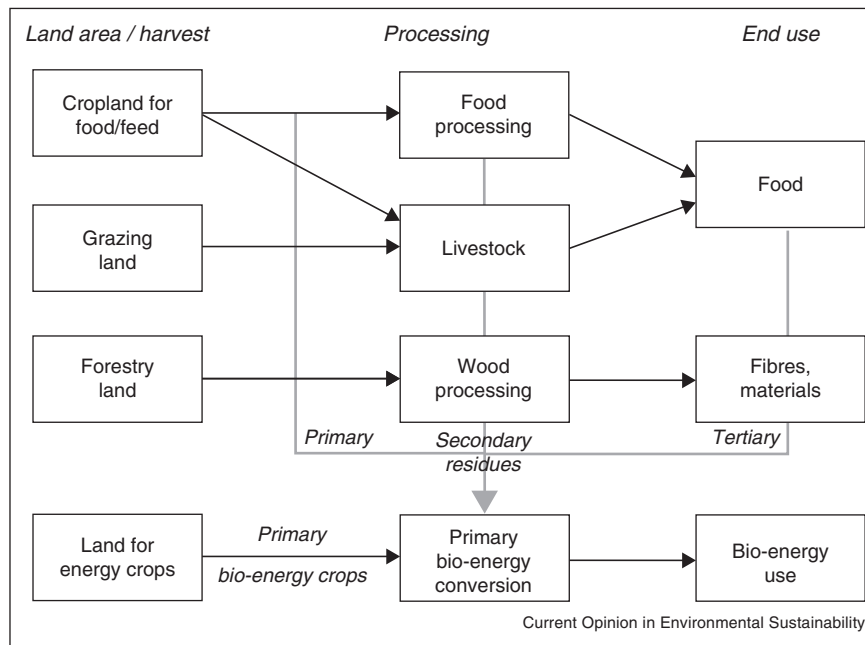 Land area / harvest
Processing
End use
Cropland for
food/feed
Food
processing
Food
Grazing
land
Livestock
Forestry
land
Wood
processing
Fibres,
materials
Primary
Secondary
residues
Tertiary
Land for
energy crops
Primary
bio-energy crops
Primary
bio-energy
conversion
Bio-energy
use
Current Opinion in Environmental Sustainability